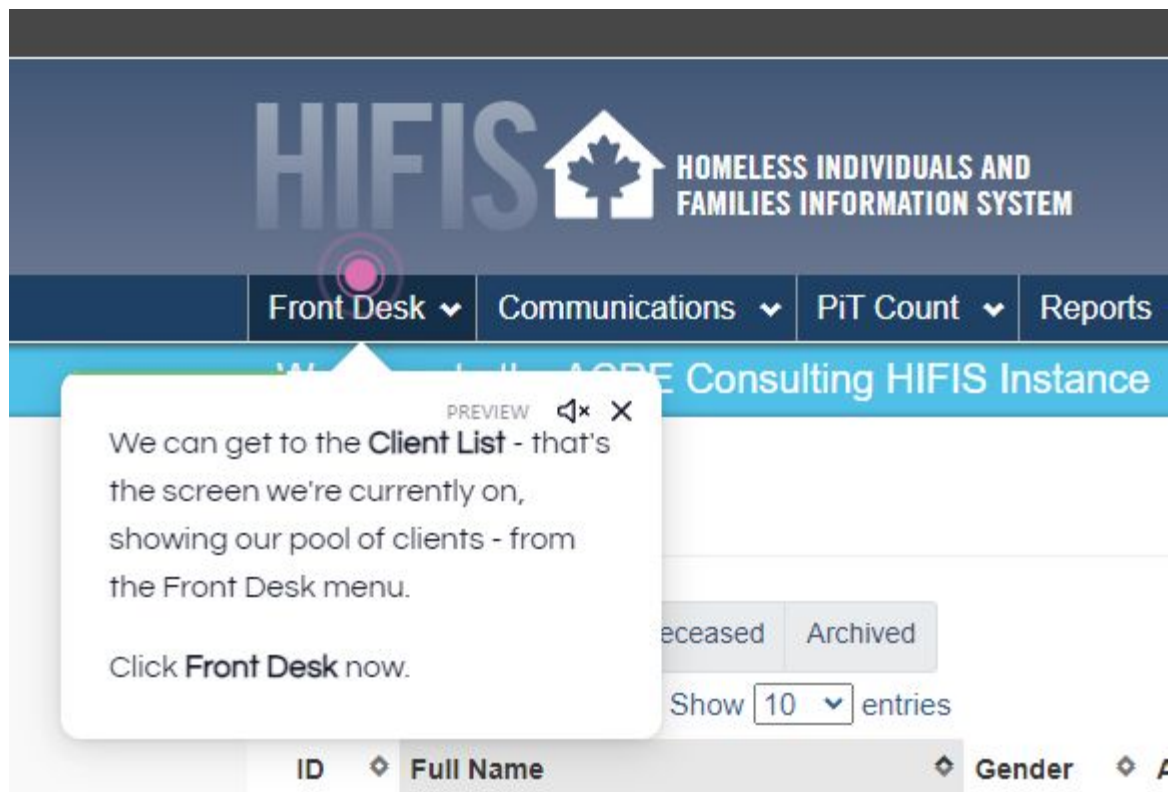 HIFIS
HOMELESS INDIVIDUALS AND
FAMILIES INFORMATION SYSTEM
Front Desk
Communications
PiT Count
Reports
Consulting HIFIS Instance
PREVIEW
We can get to the Client List - that's
the screen we're currently on,
showing our pool of clients - from
the Front Desk menu.
Click Front Desk now.
Archived
Show 10 entries
ID Full Name Gender